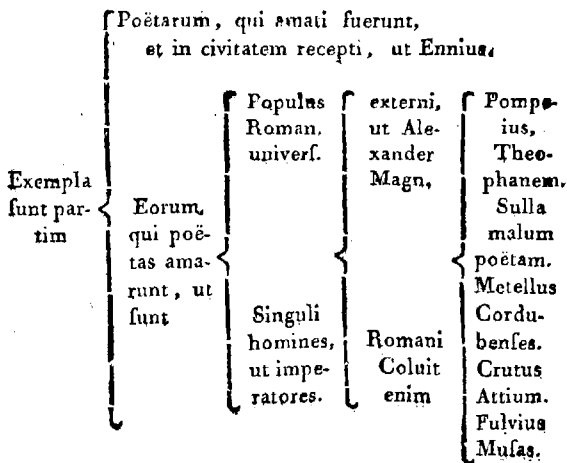 Poëtarum, qui amati fuerunt,
et in civitatem recepti, ut Ennius.
Exempla
ſunt par-
tim
Eorum,
qui poë-
tas ama-
runt, ut
ſunt
Populus
Roman.
univerſ.
Singuli
homines,
ut impe-
ratores.
externi,
ut Ale-
xander
Magn.
Romani
Coluit
enim
Pompe-
ius,
Theo-
phanem.
Sulla
malum
poëtam.
Metellus
Cordu-
benſes.
Crutus
Attium.
Fulvius
Muſas.